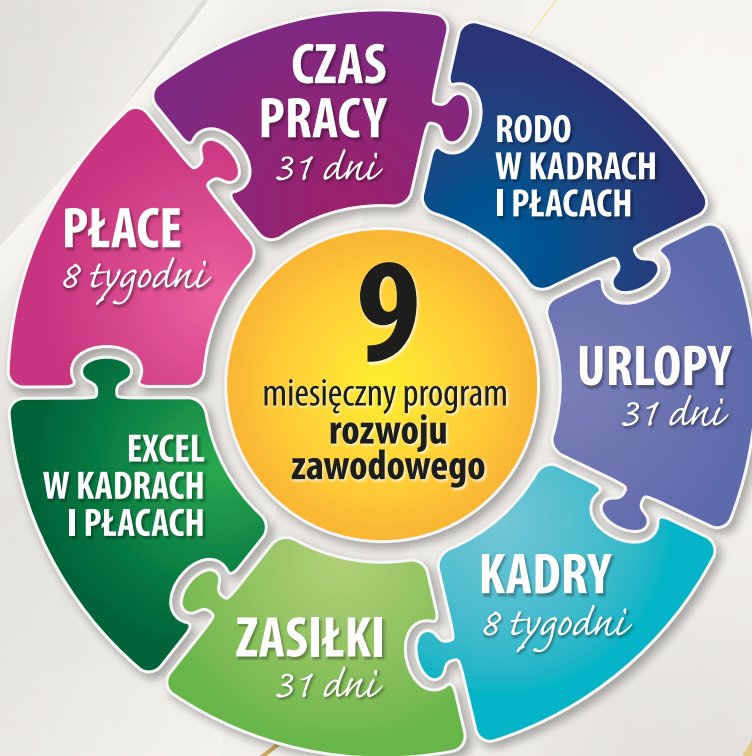 CZAS
PRACY
31 dni
RODO
W KADRACH
I PŁACACH
URLOPY
31 dni
KADRY
8 tygodni
ZASIŁKI
31 dni
EXCEL
W KADRACH
I PŁACACH
PŁACE
8 tygodni
9
miesięczny program
rozwoju
zawodowego